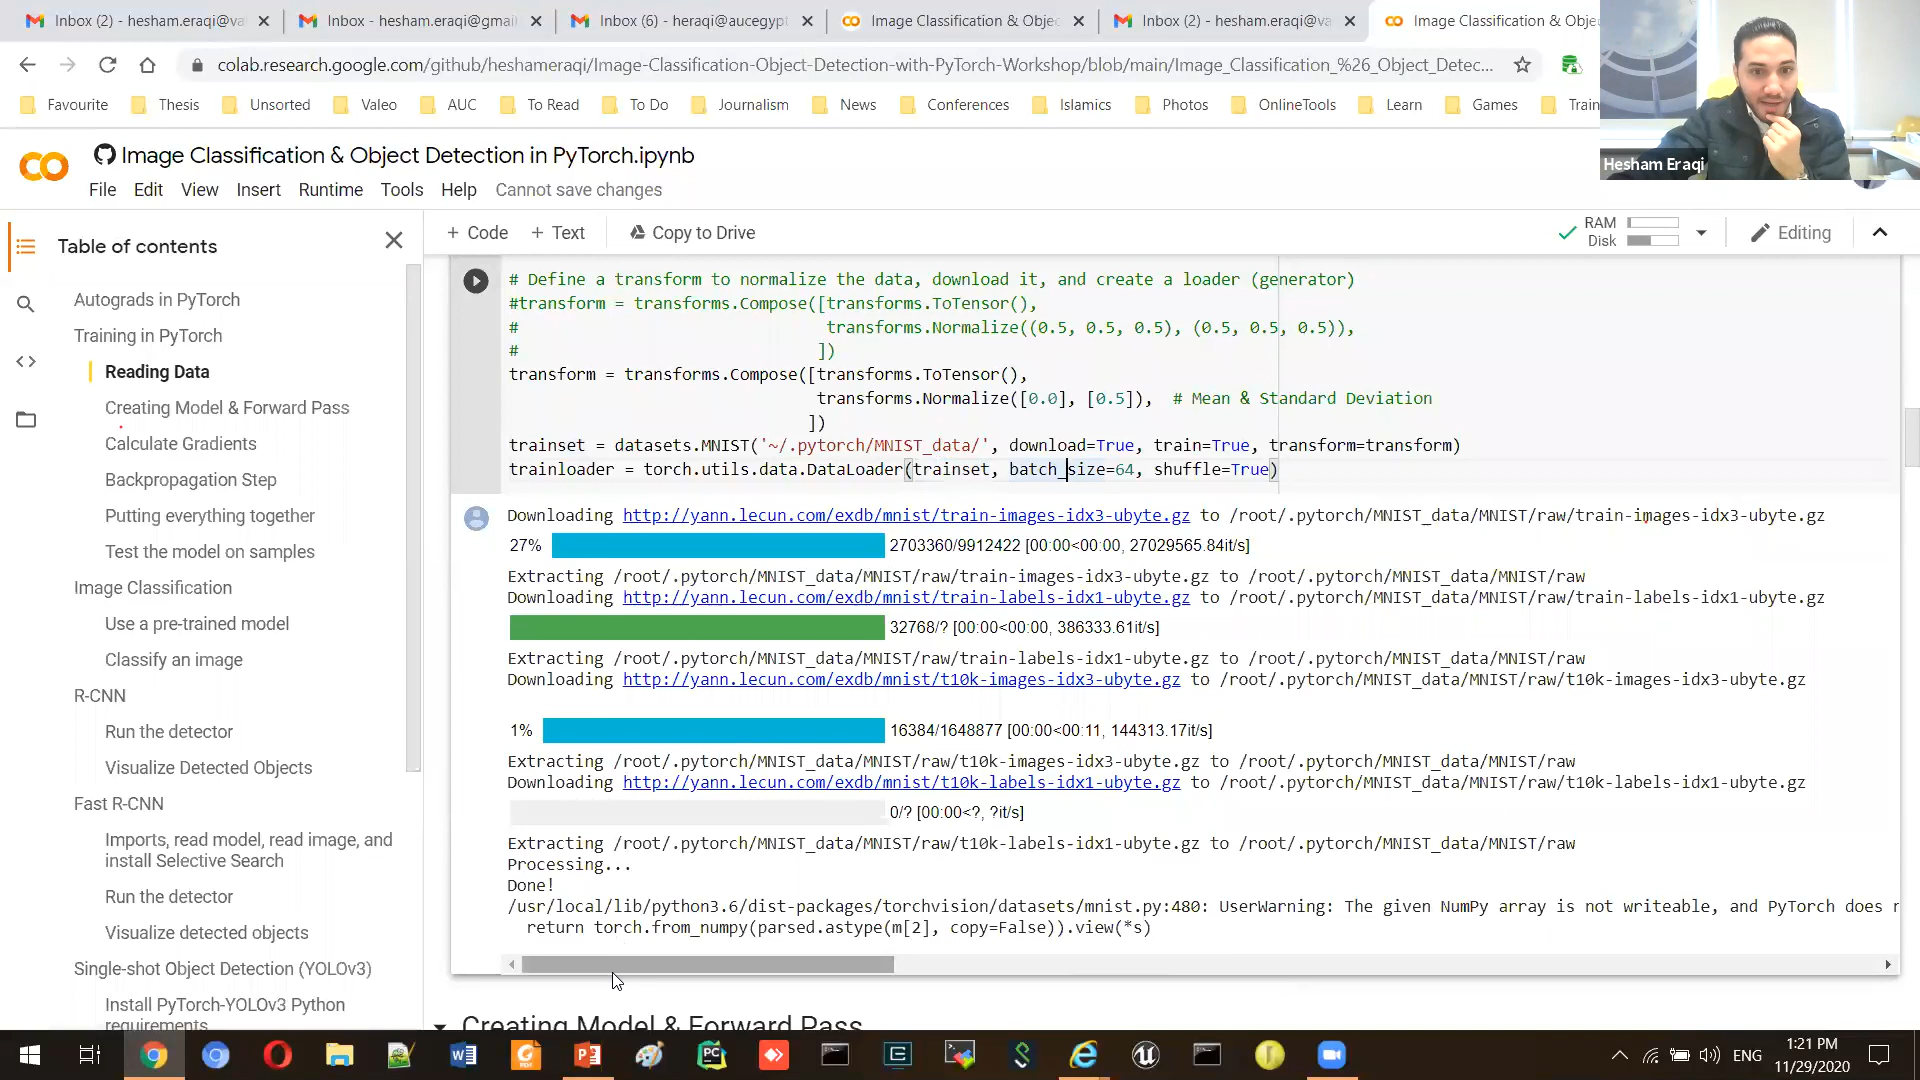 Inbox (2) - hesham.eraqi@va
Inbox - hesham.eraqi@gmai
Inbox (6) - heraqi@aucegypt
Image Classification & Objec
Inbox (2) - hesham.eraqi@va
Image Classification & Obje
colab.research.google.com/github/heshameraqi/Image-Classification-Object-Detection-with-PyTorch-Workshop/blob/main/Image_Classification_%26_Object_Detec...
Favourite
Thesis
Unsorted
Valeo
AUC
To Read
To Do
Journalism
News
Conferences
Islamics
Photos
OnlineTools
Learn
Games
Train
Hesham Eraqi
Image Classification & Object Detection in PyTorch.ipynb
File Edit View Insert Runtime Tools Help Cannot save changes
+ Code + Text Copy to Drive
RAM
Disk
Editing
Table of contents
Autograds in PyTorch
Training in PyTorch
Reading Data
Creating Model & Forward Pass
Calculate Gradients
Backpropagation Step
Putting everything together
Test the model on samples
Image Classification
Use a pre-trained model
Classify an image
R-CNN
Run the detector
Visualize Detected Objects
Fast R-CNN
Imports, read model, read image, and
install Selective Search
Run the detector
Visualize detected objects
Single-shot Object Detection (YOLOv3)
Install PyTorch-YOLOv3 Python
requirements
# Define a transform to normalize the data, download it, and create a loader (generator)
#transform = transforms.Compose([transforms.ToTensor(),
# transforms.Normalize((0.5, 0.5, 0.5), (0.5, 0.5, 0.5)),
# ])
transform = transforms.Compose([transforms.ToTensor(),
transforms.Normalize([0.0], [0.5]), # Mean & Standard Deviation
])
trainset = datasets.MNIST('~/.pytorch/MNIST_data/', download=True, train=True, transform=transform)
trainloader = torch.utils.data.DataLoader(trainset, batch_size=64, shuffle=True)
Downloading http://yann.lecun.com/exdb/mnist/train-images-idx3-ubyte.gz to /root/.pytorch/MNIST_data/MNIST/raw/train-images-idx3-ubyte.gz
27% 2703360/9912422 [00:00<00:00, 27029565.84it/s]
Extracting /root/.pytorch/MNIST_data/MNIST/raw/train-images-idx3-ubyte.gz to /root/.pytorch/MNIST_data/MNIST/raw
Downloading http://yann.lecun.com/exdb/mnist/train-labels-idx1-ubyte.gz to /root/.pytorch/MNIST_data/MNIST/raw/train-labels-idx1-ubyte.gz
32768/? [00:00<00:00, 386333.61it/s]
Extracting /root/.pytorch/MNIST_data/MNIST/raw/train-labels-idx1-ubyte.gz to /root/.pytorch/MNIST_data/MNIST/raw
Downloading http://yann.lecun.com/exdb/mnist/t10k-images-idx3-ubyte.gz to /root/.pytorch/MNIST_data/MNIST/raw/t10k-images-idx3-ubyte.gz
1% 16384/1648877 [00:00<00:11, 144313.17it/s]
Extracting /root/.pytorch/MNIST_data/MNIST/raw/t10k-images-idx3-ubyte.gz to /root/.pytorch/MNIST_data/MNIST/raw
Downloading http://yann.lecun.com/exdb/mnist/t10k-labels-idx1-ubyte.gz to /root/.pytorch/MNIST_data/MNIST/raw/t10k-labels-idx1-ubyte.gz
0/? [00:00<?, ?it/s]
Extracting /root/.pytorch/MNIST_data/MNIST/raw/t10k-labels-idx1-ubyte.gz to /root/.pytorch/MNIST_data/MNIST/raw
Processing...
Done!
/usr/local/lib/python3.6/dist-packages/torchvision/datasets/mnist.py:480: UserWarning: The given NumPy array is not writeable, and PyTorch does n
return torch.from_numpy(parsed.astype(m[2], copy=False)).view(*s)
Creating Model & Forward Pass
ENG
1:21 PM
11/29/2020